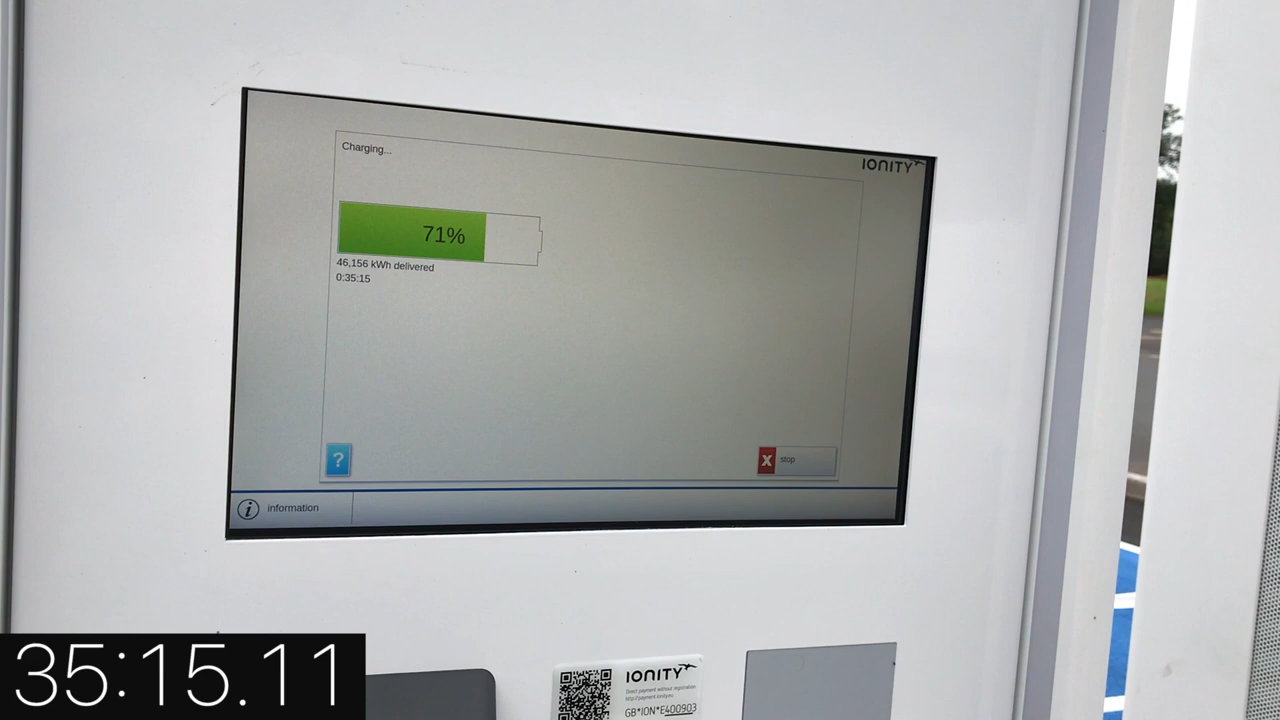 Charging...
IONITY
71%
46,156 kWh delivered
0:35:15
?
x stop
i information
35:15.11
IONITY
Direct payment without registration
http://payment.ionity.eu
GB*ION*E400903